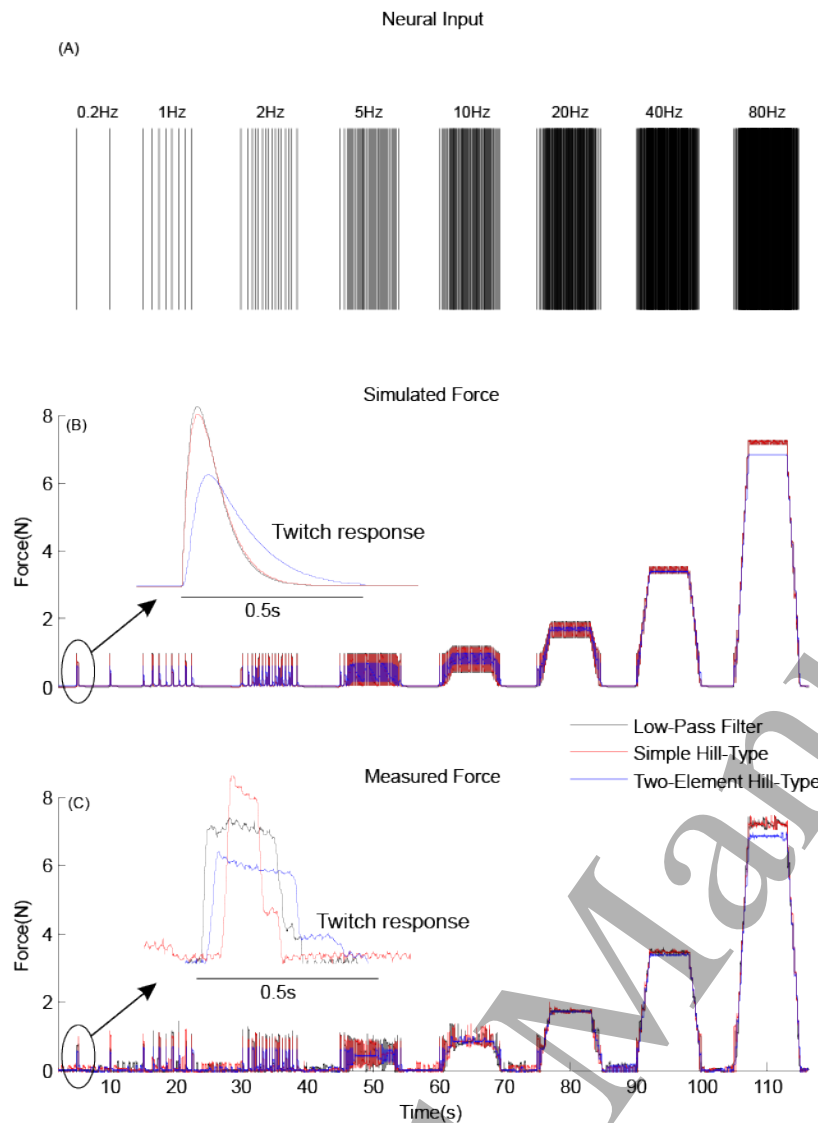 Neural Input
(A)
0.2Hz 1Hz 2Hz 5Hz 10Hz 20Hz 40Hz 80Hz
Simulated Force
(B)
8
6
4
2
0
Force(N)
Twitch response
0.5s
Low-Pass Filter
Simple Hill-Type
Two-Element Hill-Type
Measured Force
(C)
8
6
4
2
0
Force(N)
Twitch response
0.5s
10 20 30 40 50 60 70 80 90 100 110
Time(s)